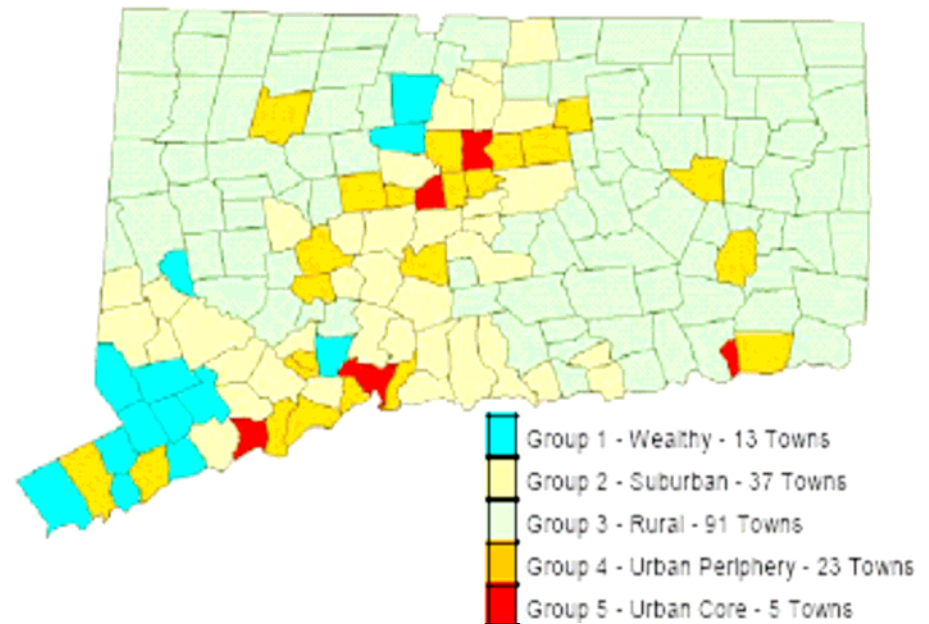 Group 1 - Wealthy - 13 Towns
Group 2 - Suburban - 37 Towns
Group 3 - Rural - 91 Towns
Group 4 - Urban Periphery - 23 Towns
Group 5 - Urban Core - 5 Towns